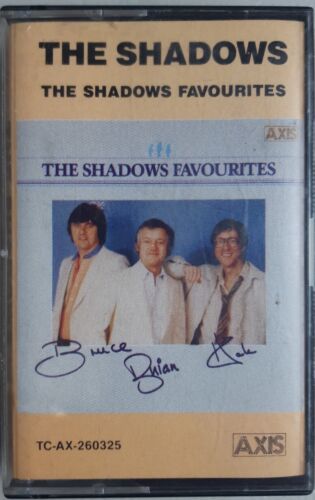 THE SHADOWS
THE SHADOWS FAVOURITES
AXIS
THE SHADOWS FAVOURITES
Bruce
Brian
Hank
TC-AX-260325
AXIS